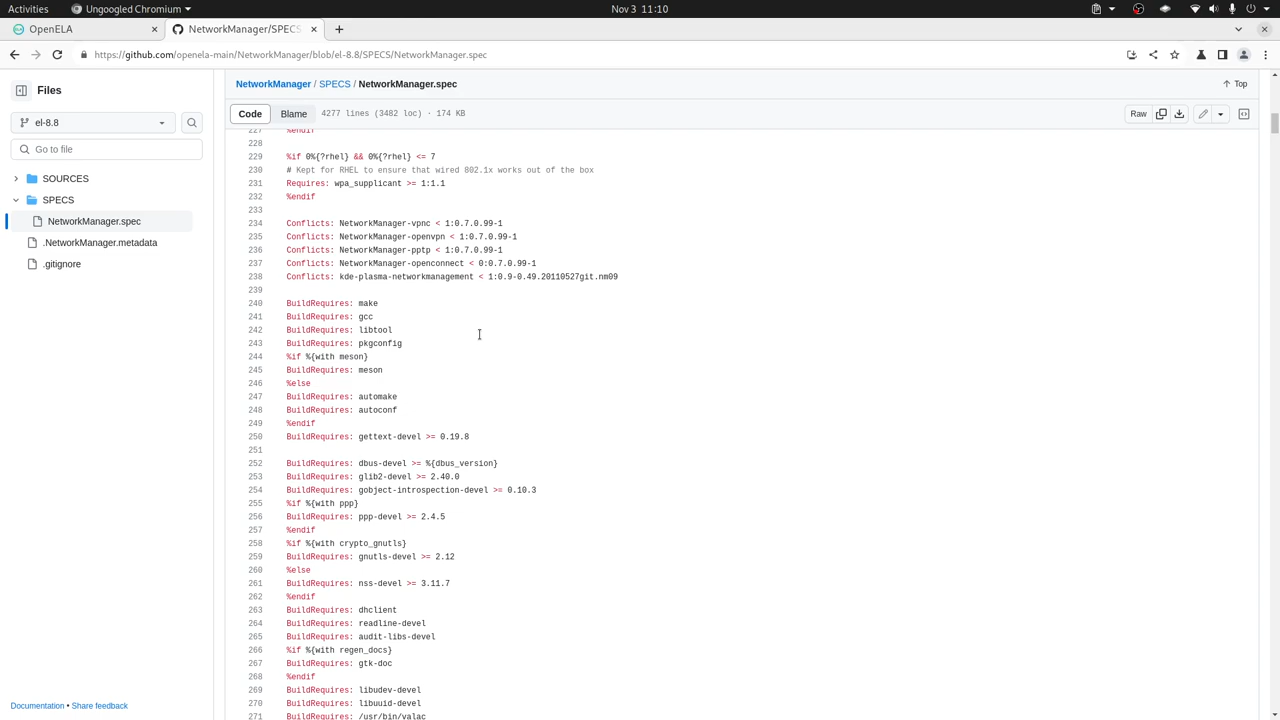 Activities
Ungoogled Chromium
Nov 3 11:10
OpenELA
NetworkManager/SPECS
https://github.com/openela-main/NetworkManager/blob/el-8.8/SPECS/NetworkManager.spec
Files
NetworkManager / SPECS / NetworkManager.spec
Top
el-8.8
Code
Blame
4277 lines (3482 loc) · 174 KB
Raw
Go to file
SOURCES
SPECS
NetworkManager.spec
.NetworkManager.metadata
.gitignore
227 %endif
228
229 %if 0%{?rhel} && 0%{?rhel} <= 7
230 # Kept for RHEL to ensure that wired 802.1x works out of the box
231 Requires: wpa_supplicant >= 1:1.1
232 %endif
233
234 Conflicts: NetworkManager-vpnc < 1:0.7.0.99-1
235 Conflicts: NetworkManager-openvpn < 1:0.7.0.99-1
236 Conflicts: NetworkManager-pptp < 1:0.7.0.99-1
237 Conflicts: NetworkManager-openconnect < 0:0.7.0.99-1
238 Conflicts: kde-plasma-networkmanagement < 1:0.9-0.49.20110527git.nm09
239
240 BuildRequires: make
241 BuildRequires: gcc
242 BuildRequires: libtool
243 BuildRequires: pkgconfig
244 %if %{with meson}
245 BuildRequires: meson
246 %else
247 BuildRequires: automake
248 BuildRequires: autoconf
249 %endif
250 BuildRequires: gettext-devel >= 0.19.8
251
252 BuildRequires: dbus-devel >= %{dbus_version}
253 BuildRequires: glib2-devel >= 2.40.0
254 BuildRequires: gobject-introspection-devel >= 0.10.3
255 %if %{with ppp}
256 BuildRequires: ppp-devel >= 2.4.5
257 %endif
258 %if %{with crypto_gnutls}
259 BuildRequires: gnutls-devel >= 2.12
260 %else
261 BuildRequires: nss-devel >= 3.11.7
262 %endif
263 BuildRequires: dhclient
264 BuildRequires: readline-devel
265 BuildRequires: audit-libs-devel
266 %if %{with regen_docs}
267 BuildRequires: gtk-doc
268 %endif
269 BuildRequires: libudev-devel
270 BuildRequires: libuuid-devel
271 BuildRequires: /usr/bin/valac
Documentation • Share feedback